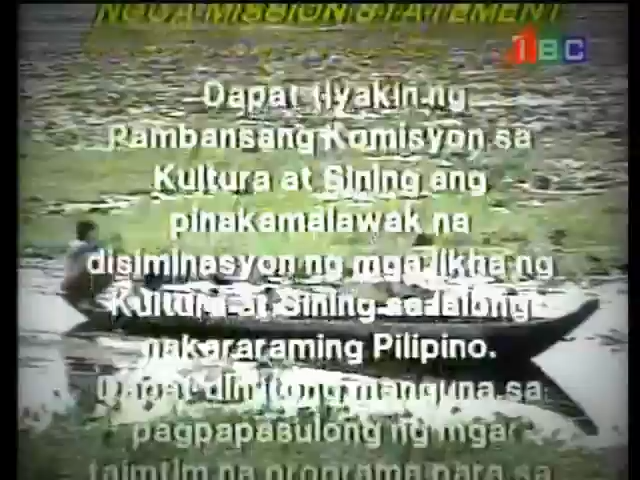 NCCA MISSION STATEMENT
IBC
Dapat tiyakin ng
Pambansang Komisyon sa
Kultura at Sining ang
pinakamalawak na
disiminasyon ng mga likha ng
Kultura at Sining sa lalong
nakararaming Pilipino.
Dapat din itong manguna sa
pagpapasulong ng mga
taimtim na programa para sa